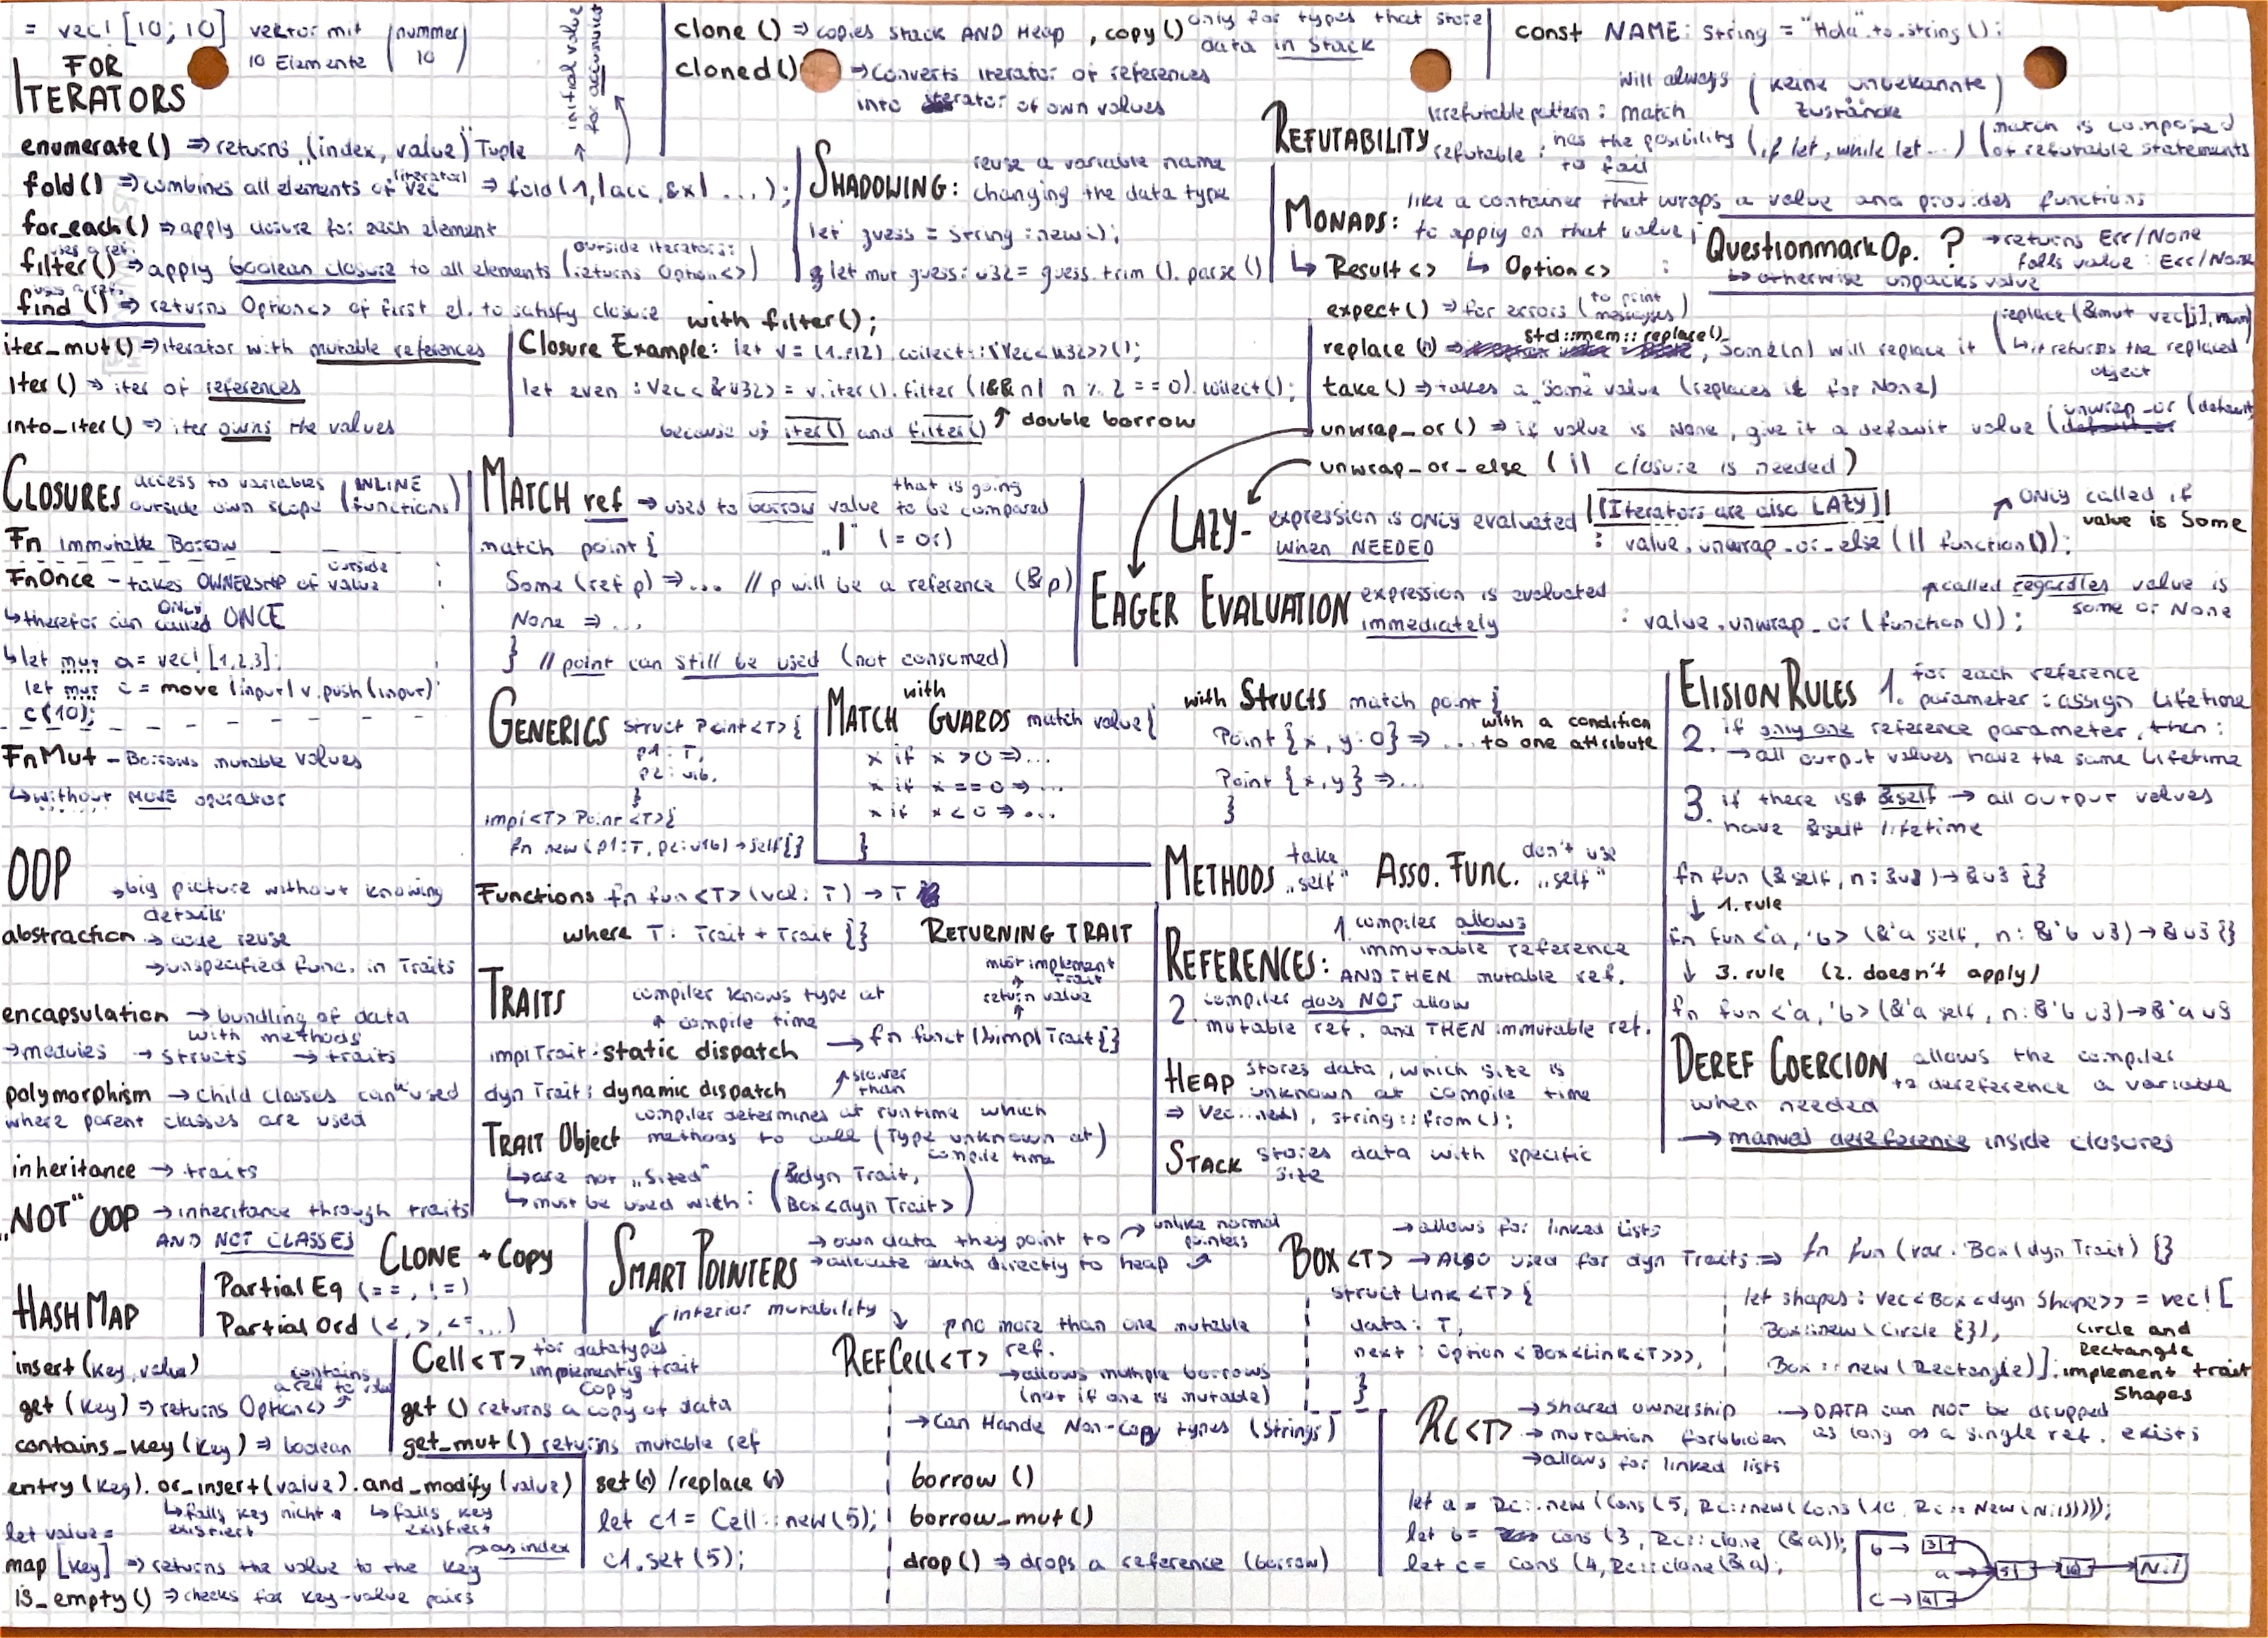 = vec! [10; 10] vektor mit (nummer
10 Elemente 10)
FOR
ITERATORS
initial value
for accumul
enumerate() ⇒ returns „(index, value)" Tuple
fold() ⇒ combines all elements of vec (iterator) ⇒ fold(1, |acc, &x| ...);
for_each() ⇒ apply closure for each element
uses a ref.
filter() ⇒ apply boolean closure to all elements (outside iterators:
returns Option<>)
uses a ref.
find() ⇒ returns Option<> of first el. to satisfy closure
iter_mut() ⇒ iterator with mutable references
iter() ⇒ iter of references
into_iter() ⇒ iter owns the values
clone() ⇒ copies stack AND Heap, copy() only for types that store
data in Stack
cloned() ⇒ converts iterator of references
into iterator of own values
const NAME: String = "Hola".to_string();
SHADOWING: reuse a variable name
changing the data type
let guess = String::new();
let mut guess: u32 = guess.trim().parse()
REFUTABILITY irrefutable pattern: will always match (keine unbekannte
Zustände)
refutable: has the posibility to fail (if let, while let...) (match is composed
of refutable statements
MONADS: like a container that wraps a value and provides functions
to apply on that value;
↳ Result<> ↳ Option<> :
Questionmark Op. ? → returns Err/None
falls value: Err/None
↳ otherwise unpacks value
expect() ⇒ for errors (to print
messages)
replace(n) ⇒ std::mem::replace(), Some(n) will replace it (replace(&mut vec[j], num)
↳ it returns the replaced
object
take() ⇒ takes a „Some" value (replaces it for None)
unwrap_or() ⇒ if value is None, give it a default value (unwrap_or(default)
unwrap_or_else (|| closure is needed)
with filter();
Closure Example: let v = (1..12).collect::<Vec<u32>>();
let even: Vec<&u32> = v.iter().filter(|&&n| n % 2 == 0).collect();
because of iter() and filter() ↑ double borrow
CLOSURES access to variables (INLINE
outside own scope functions)
Fn Immutable Borrow
FnOnce - takes OWNERSHIP of outside value
↳ therefor can ONLY called ONCE
↳ let mut a = vec! [1,2,3];
let mut c = move |input| v.push(input)
c(10);
FnMut - Borrows mutable values
↳ without MOVE operator
MATCH ref ⇒ used to borrow value that is going
to be compared
match point { „|" (= or)
Some(ref p) ⇒ ... // p will be a reference (&p)
None ⇒ ...
} // point can still be used (not consumed)
LAZY- expression is ONLY evaluated
when NEEDED
[Iterators are also LAZY]
: value.unwrap_or_else(|| function());
↗ ONLY called if
value is Some
EAGER EVALUATION expression is evaluated
immediately
: value.unwrap_or(function());
↗ called regardles value is
some or None
GENERICS struct Point<T> {
p1: T,
p2: u16,
}
impl<T> Point<T> {
fn new(p1: T, p2: u16) → self {}
}
MATCH with GUARDS match value {
x if x > 0 ⇒ ...
x if x == 0 ⇒ ...
x if x < 0 ⇒ ...
}
with Structs match point {
Point {x, y: 0} ⇒ ... with a condition
to one attribute
Point {x, y} ⇒ ...
}
ELISION RULES 1. for each reference
parameter: assign Lifetime
2. if only one reference parameter, then:
→ all output values have the same Lifetime
3. if there is &self → all output values
have &self lifetime
fn fun (&self, n: &u8) → &u8 {}
↓ 1. rule
fn fun <'a, 'b> (&'a self, n: &'b u8) → &u8 {}
↓ 3. rule (2. doesn't apply)
fn fun <'a, 'b> (&'a self, n: &'b u8) → &'a u8
DEREF COERCION allows the compiler
to dereference a variable
when needed
→ manual dereference inside closures
OOP
abstraction → big picture without knowing
details
→ code reuse
→ unspecified func. in Traits
encapsulation → bundling of data
with methods
→ modules → structs → traits
polymorphism → child classes can be used
where parent classes are used
inheritance → traits
„NOT" OOP → inheritance through traits
AND NOT CLASSES
Functions fn fun<T>(val: T) → T
where T: Trait + Trait {}
TRAITS compiler knows type at
compile time
impl Trait: static dispatch
dyn Trait: dynamic dispatch ↗ slower
than
compiler determines at runtime which
methods to call (Type unknown at
compile time)
RETURNING TRAIT
must implement
Trait
return value
→ fn funct() impl Trait {}
TRAIT Object
↳ are not „Sized"
↳ must be used with: (&dyn Trait,
Box<dyn Trait>)
METHODS take „self" ASSO. FUNC. don't use „self"
REFERENCES: 1. compiler allows
immutable reference
AND THEN mutable ref.
2. compiler does NOT allow
mutable ref. and THEN immutable ref.
HEAP stores data, which size is
unknown at compile time
⇒ Vec::new(), string::from();
STACK stores data with specific
size
CLONE + COPY
Partial Eq (==, !=)
Partial Ord (<, >, <=, ...)
HASHMAP
insert(key, value)
get(key) ⇒ returns Option<> contains
a ref to value
contains_key(key) ⇒ boolean
entry(key).or_insert(value).and_modify(value)
↳ falls key nicht existiert ↳ falls key existiert
let value =
map[key] ⇒ returns the value to the key → as index
is_empty() ⇒ checks for key-value pairs
SMART POINTERS → own data they point to ↗ unlike normal
pointers
→ allocate data directly to heap
interior mutability
Cell<T> for datatypes
implementig trait
Copy
get() returns a copy of data
get_mut() returns mutable ref
set(n) / replace(n)
let c1 = Cell::new(5);
c1.set(5);
REFCELL<T> no more than one mutable
ref.
→ allows multiple borrows
(not if one is mutable)
→ Can Handle Non-copy types (Strings)
borrow()
borrow_mut()
drop() ⇒ drops a reference (borrow)
BOX<T> → allows for linked Lists
→ ALSO used for dyn Traits ⇒ fn fun (var: Box(dyn Trait) {}
struct Link<T> {
data: T,
next: Option<Box<Link<T>>>,
}
let shapes: Vec<Box<dyn Shape>> = vec! [
Box::new(Circle {}),
Box::new(Rectangle)];
Circle and
Rectangle
implement trait
Shapes
RC<T> → shared ownership
→ mutation forbidden
→ allows for linked lists
→ DATA can NOT be dropped
as long as a single ref. exists
let a = Rc::new(Cons(5, Rc::new(Cons(10, Rc::New(Nil)))));
let b = cons(3, Rc::clone(&a));
let c = cons(4, Rc::clone(&a);
b → 3
a → 5 10 Nil
c → 4